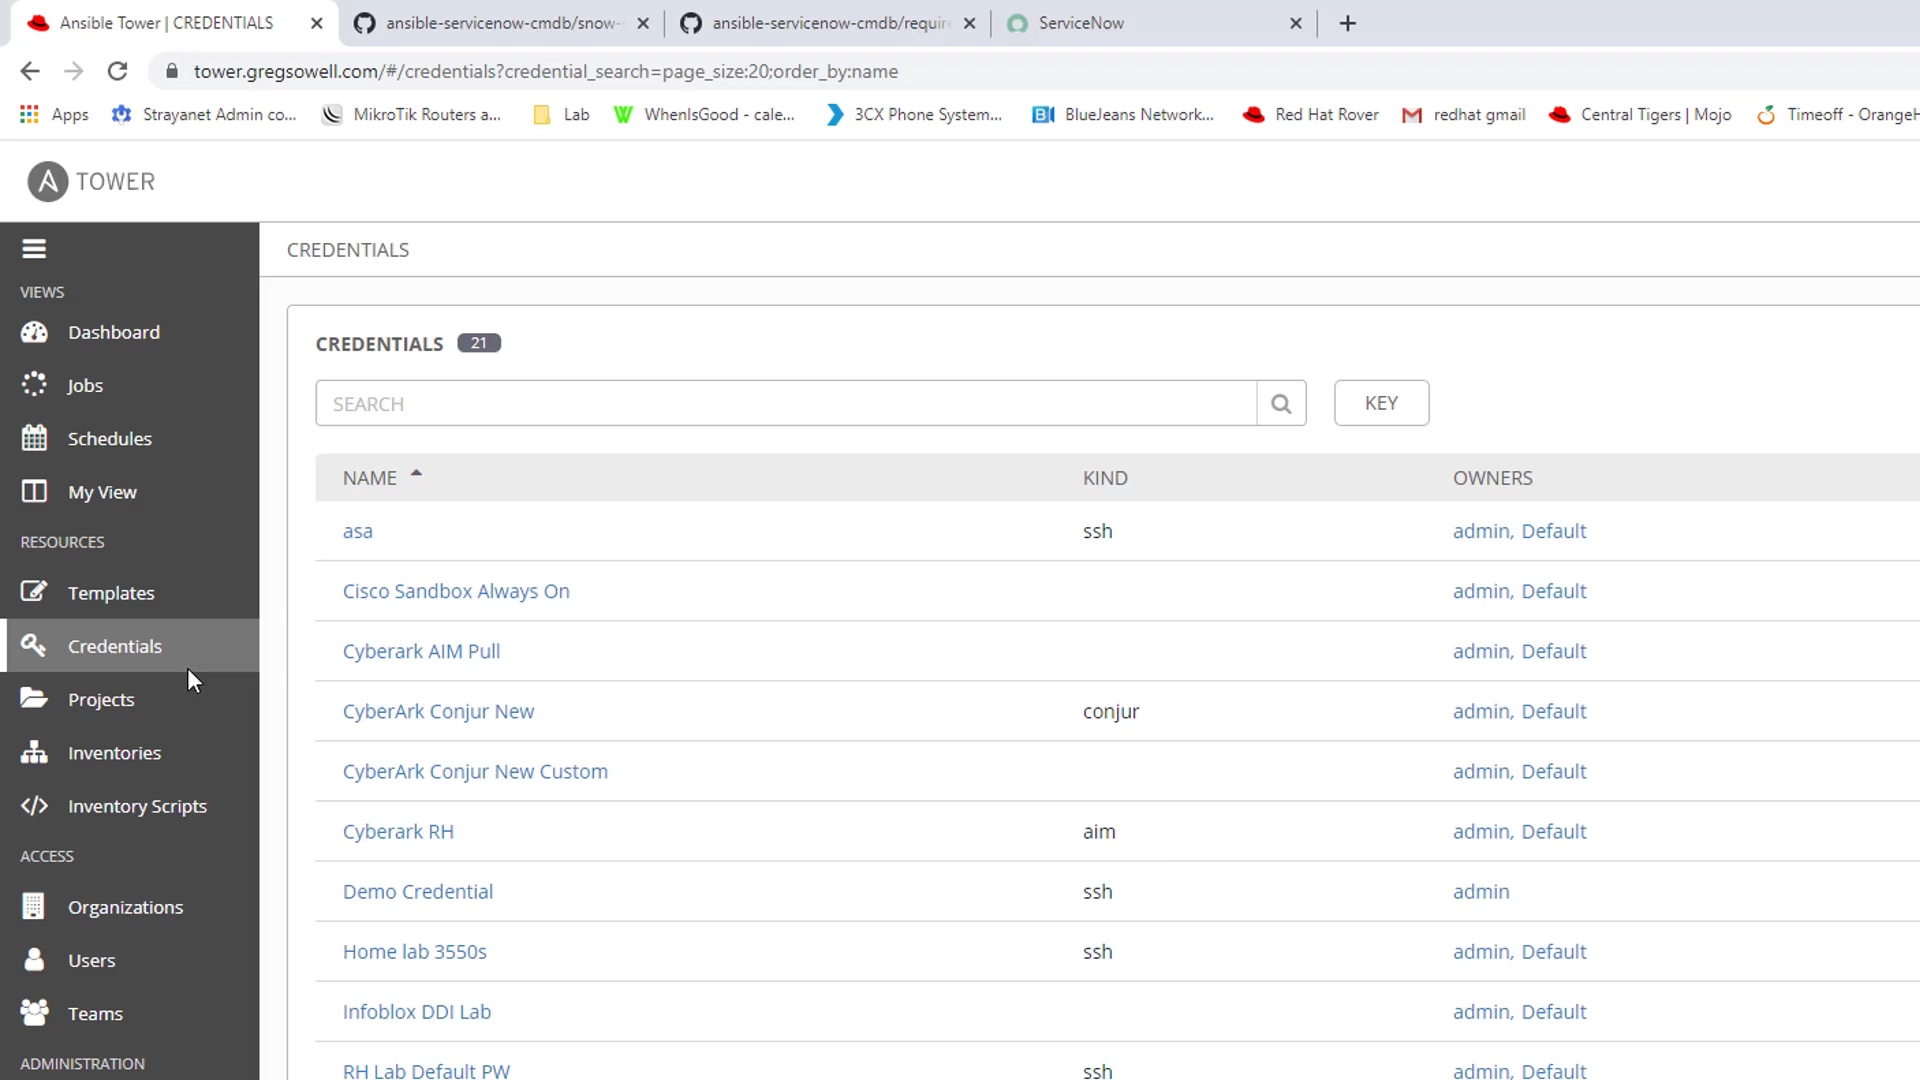 Ansible Tower | CREDENTIALS
ansible-servicenow-cmdb/snow-
ansible-servicenow-cmdb/requir
ServiceNow
tower.gregsowell.com/#/credentials?credential_search=page_size:20;order_by:name
Apps
Strayanet Admin co...
MikroTik Routers a...
Lab
WhenIsGood - cale...
3CX Phone System...
BlueJeans Network...
Red Hat Rover
redhat gmail
Central Tigers | Mojo
Timeoff - OrangeH
TOWER
CREDENTIALS
VIEWS
Dashboard
Jobs
Schedules
My View
RESOURCES
Templates
Credentials
Projects
Inventories
Inventory Scripts
ACCESS
Organizations
Users
Teams
ADMINISTRATION
CREDENTIALS 21
SEARCH
KEY
NAME KIND OWNERS
asa ssh admin, Default
Cisco Sandbox Always On admin, Default
Cyberark AIM Pull admin, Default
CyberArk Conjur New conjur admin, Default
CyberArk Conjur New Custom admin, Default
Cyberark RH aim admin, Default
Demo Credential ssh admin
Home lab 3550s ssh admin, Default
Infoblox DDI Lab admin, Default
RH Lab Default PW ssh admin, Default